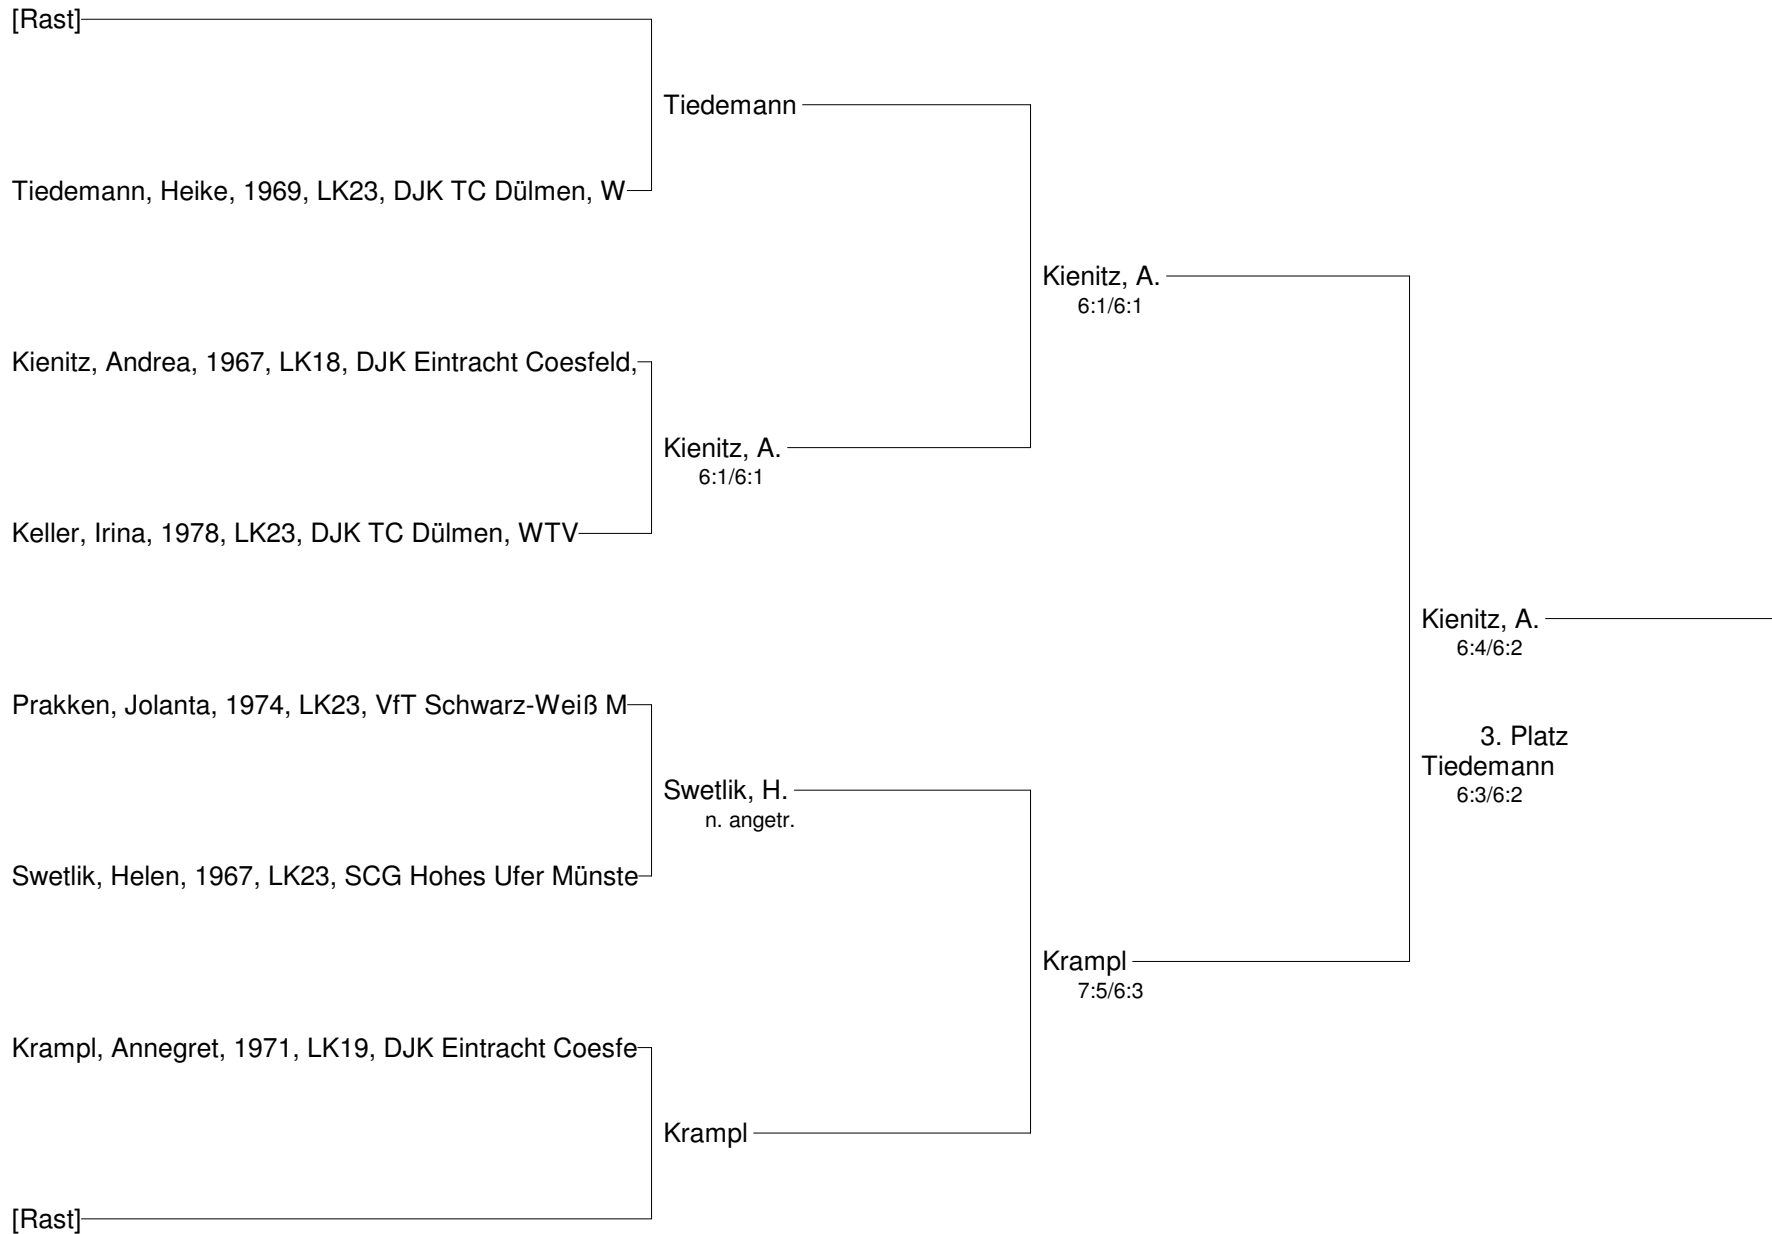 [Rast]
Tiedemann
Tiedemann, Heike, 1969, LK23, DJK TC Dülmen, W
Kienitz, A.
6:1/6:1
Kienitz, Andrea, 1967, LK18, DJK Eintracht Coesfeld,
Kienitz, A.
6:1/6:1
Keller, Irina, 1978, LK23, DJK TC Dülmen, WTV
Kienitz, A.
6:4/6:2
Prakken, Jolanta, 1974, LK23, VfT Schwarz-Weiß M
3. Platz
Tiedemann
6:3/6:2
Swetlik, H.
n. angetr.
Swetlik, Helen, 1967, LK23, SCG Hohes Ufer Münste
Krampl
7:5/6:3
Krampl, Annegret, 1971, LK19, DJK Eintracht Coesfe
Krampl
[Rast]